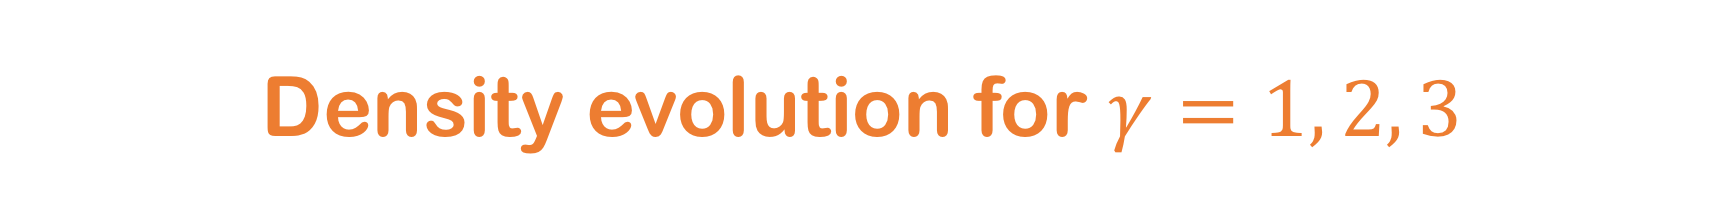 Density evolution for γ = 1, 2, 3